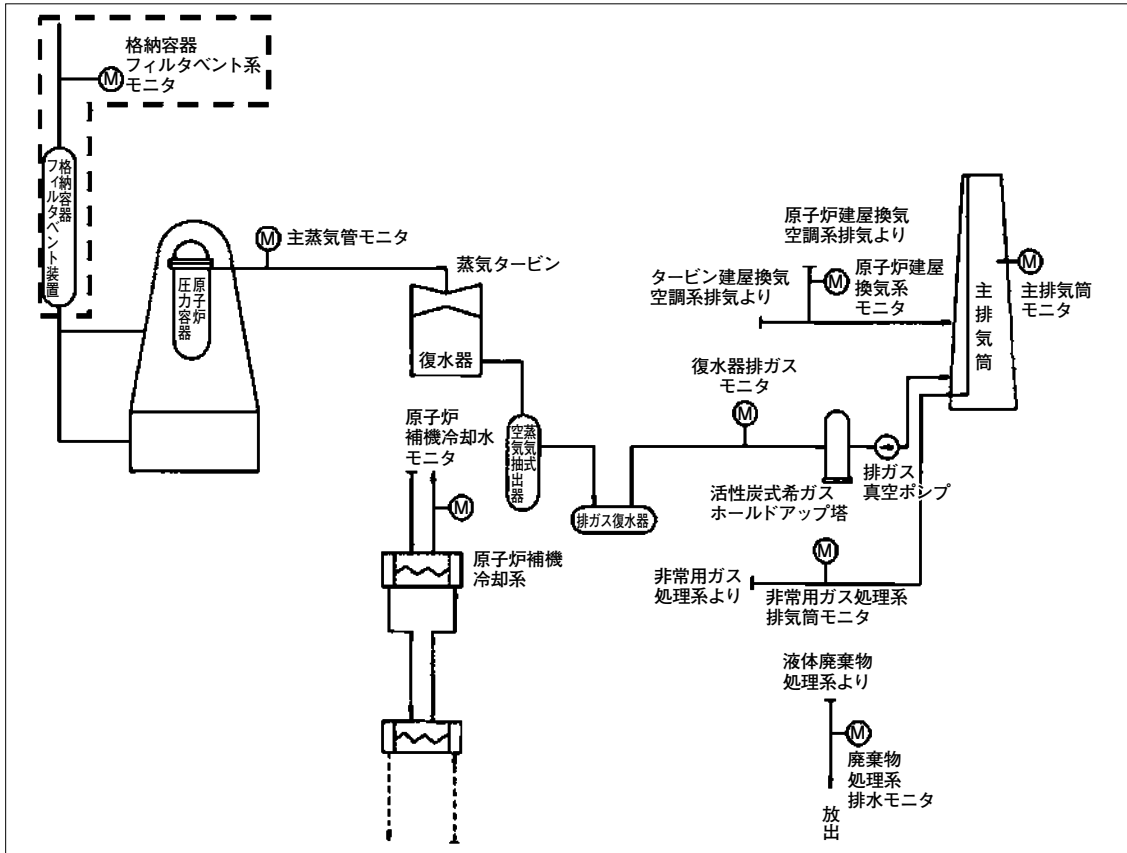 格納容器
フィルタベント系
モニタ
M
格納容器
フィルタベント装置
M
主蒸気管モニタ
原子炉
圧力容器
蒸気タービン
復水器
原子炉
補機冷却水
モニタ
M
蒸気式
空気抽出器
排ガス復水器
原子炉補機
冷却系
原子炉建屋換気
空調系排気より
タービン建屋換気
空調系排気より
M
原子炉建屋
換気系
モニタ
M
主排気筒
モニタ
主排気筒
復水器排ガス
モニタ
M
活性炭式希ガス
ホールドアップ塔
排ガス
真空ポンプ
M
非常用ガス
処理系より
非常用ガス処理系
排気筒モニタ
液体廃棄物
処理系より
M
廃棄物
処理系
排水モニタ
放出